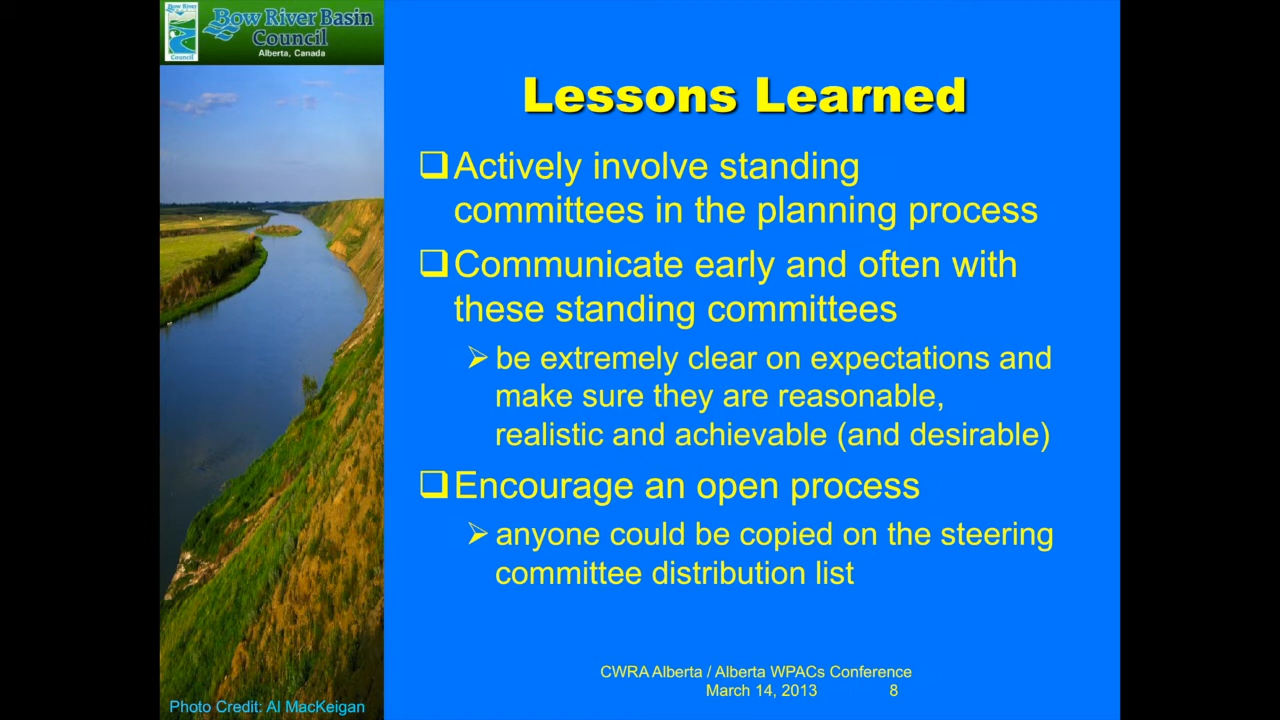 Bow River
Council
Bow River Basin
Council
Alberta, Canada
Lessons Learned
Actively involve standing
committees in the planning process
Communicate early and often with
these standing committees
be extremely clear on expectations and
make sure they are reasonable,
realistic and achievable (and desirable)
Encourage an open process
anyone could be copied on the steering
committee distribution list
CWRA Alberta / Alberta WPACs Conference
March 14, 2013 8
Photo Credit: Al MacKeigan